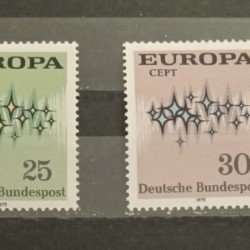 ROPA
25
Bundespost
1972
EUROPA
CEPT
30
Deutsche Bundespost
1972